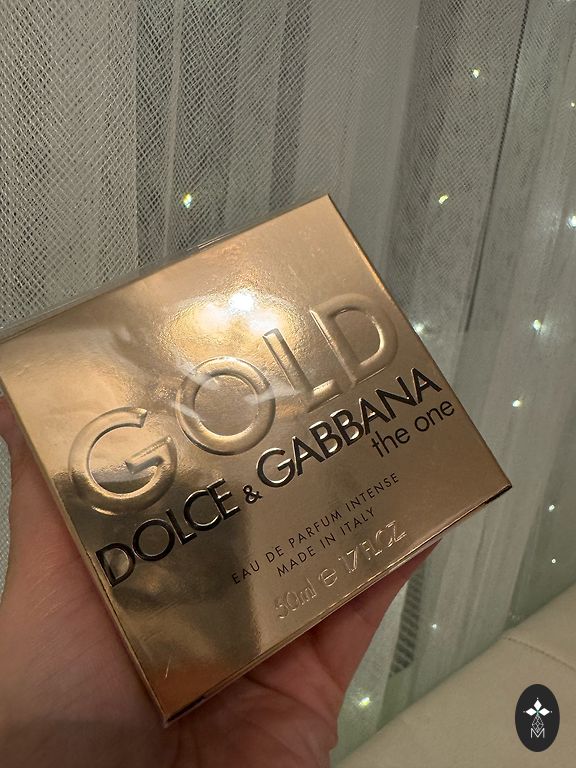 GOLD
DOLCE & GABBANA
the one
EAU DE PARFUM INTENSE
MADE IN ITALY
50ml e 1.7 FL.OZ.
M